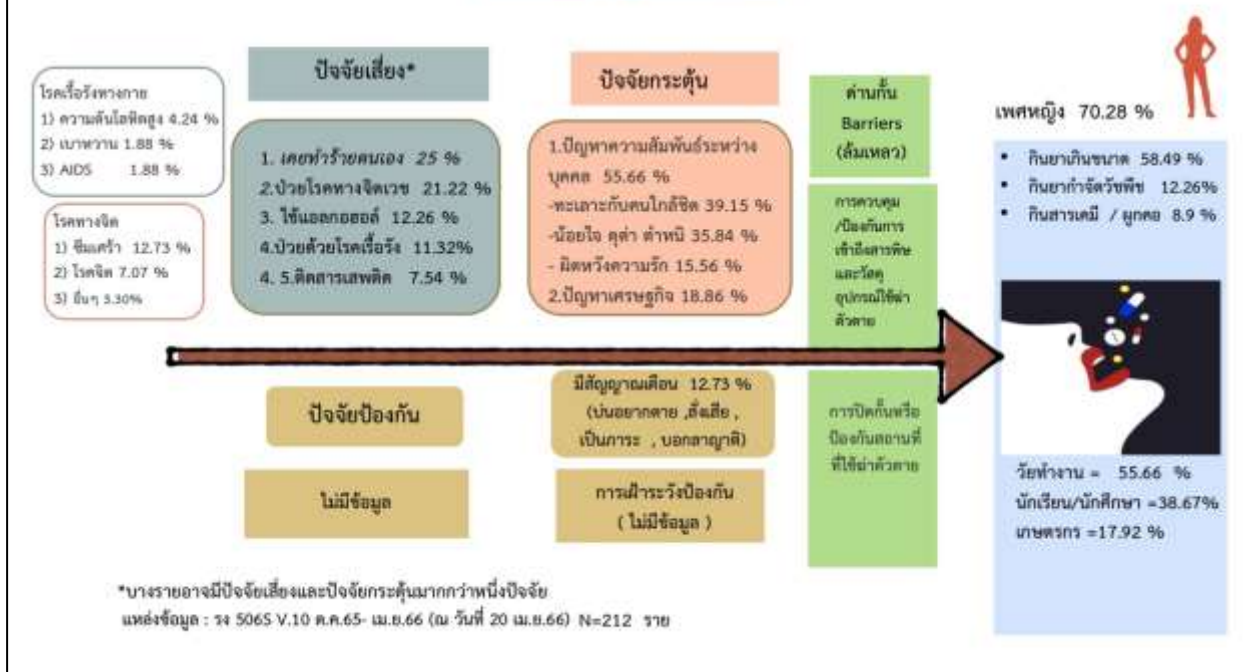 โรคเรื้อรังทางกาย
1) ความดันโลหิตสูง 4.24 %
2) เบาหวาน 1.88 %
3) AIDS 1.88 %
โรคทางจิต
1) ซึมเศร้า 12.73 %
2) โรคจิต 7.07 %
3) อื่นๆ 3.30%
ปัจจัยเสี่ยง*
1. เคยทำร้ายตนเอง 25 %
2.ป่วยโรคทางจิตเวช 21.22 %
3. ใช้แอลกอฮอล์ 12.26 %
4.ป่วยด้วยโรคเรื้อรัง 11.32%
4. 5.ติดสารเสพติด 7.54 %
ปัจจัยกระตุ้น
1.ปัญหาความสัมพันธ์ระหว่าง
บุคคล 55.66 %
-ทะเลาะกับคนใกล้ชิด 39.15 %
-น้อยใจ ดุด่า ตำหนิ 35.84 %
- ผิดหวังความรัก 15.56 %
2.ปัญหาเศรษฐกิจ 18.86 %
ด่านกั้น
Barriers
(ล้มเหลว)
การควบคุม
/ป้องกันการ
เข้าถึงสารพิษ
และวัสดุ
อุปกรณ์ใช้ฆ่า
ตัวตาย
เพศหญิง 70.28 %
• กินยาเกินขนาด 58.49 %
• กินยากำจัดวัชพืช 12.26%
• กินสารเคมี / ผูกคอ 8.9 %
ปัจจัยป้องกัน
ไม่มีข้อมูล
มีสัญญาณเตือน 12.73 %
(บ่นอยากตาย ,สั่งเสีย ,
เป็นภาระ , บอกลาญาติ)
การเฝ้าระวังป้องกัน
( ไม่มีข้อมูล )
การปิดกั้นหรือ
ป้องกันสถานที่
ที่ใช้ฆ่าตัวตาย
วัยทำงาน = 55.66 %
นักเรียน/นักศึกษา =38.67%
เกษตรกร =17.92 %
*บางรายอาจมีปัจจัยเสี่ยงและปัจจัยกระตุ้นมากกว่าหนึ่งปัจจัย
แหล่งข้อมูล : รง 506S V.10 ต.ค.65- เม.ย.66 (ณ วันที่ 20 เม.ย.66) N=212 ราย